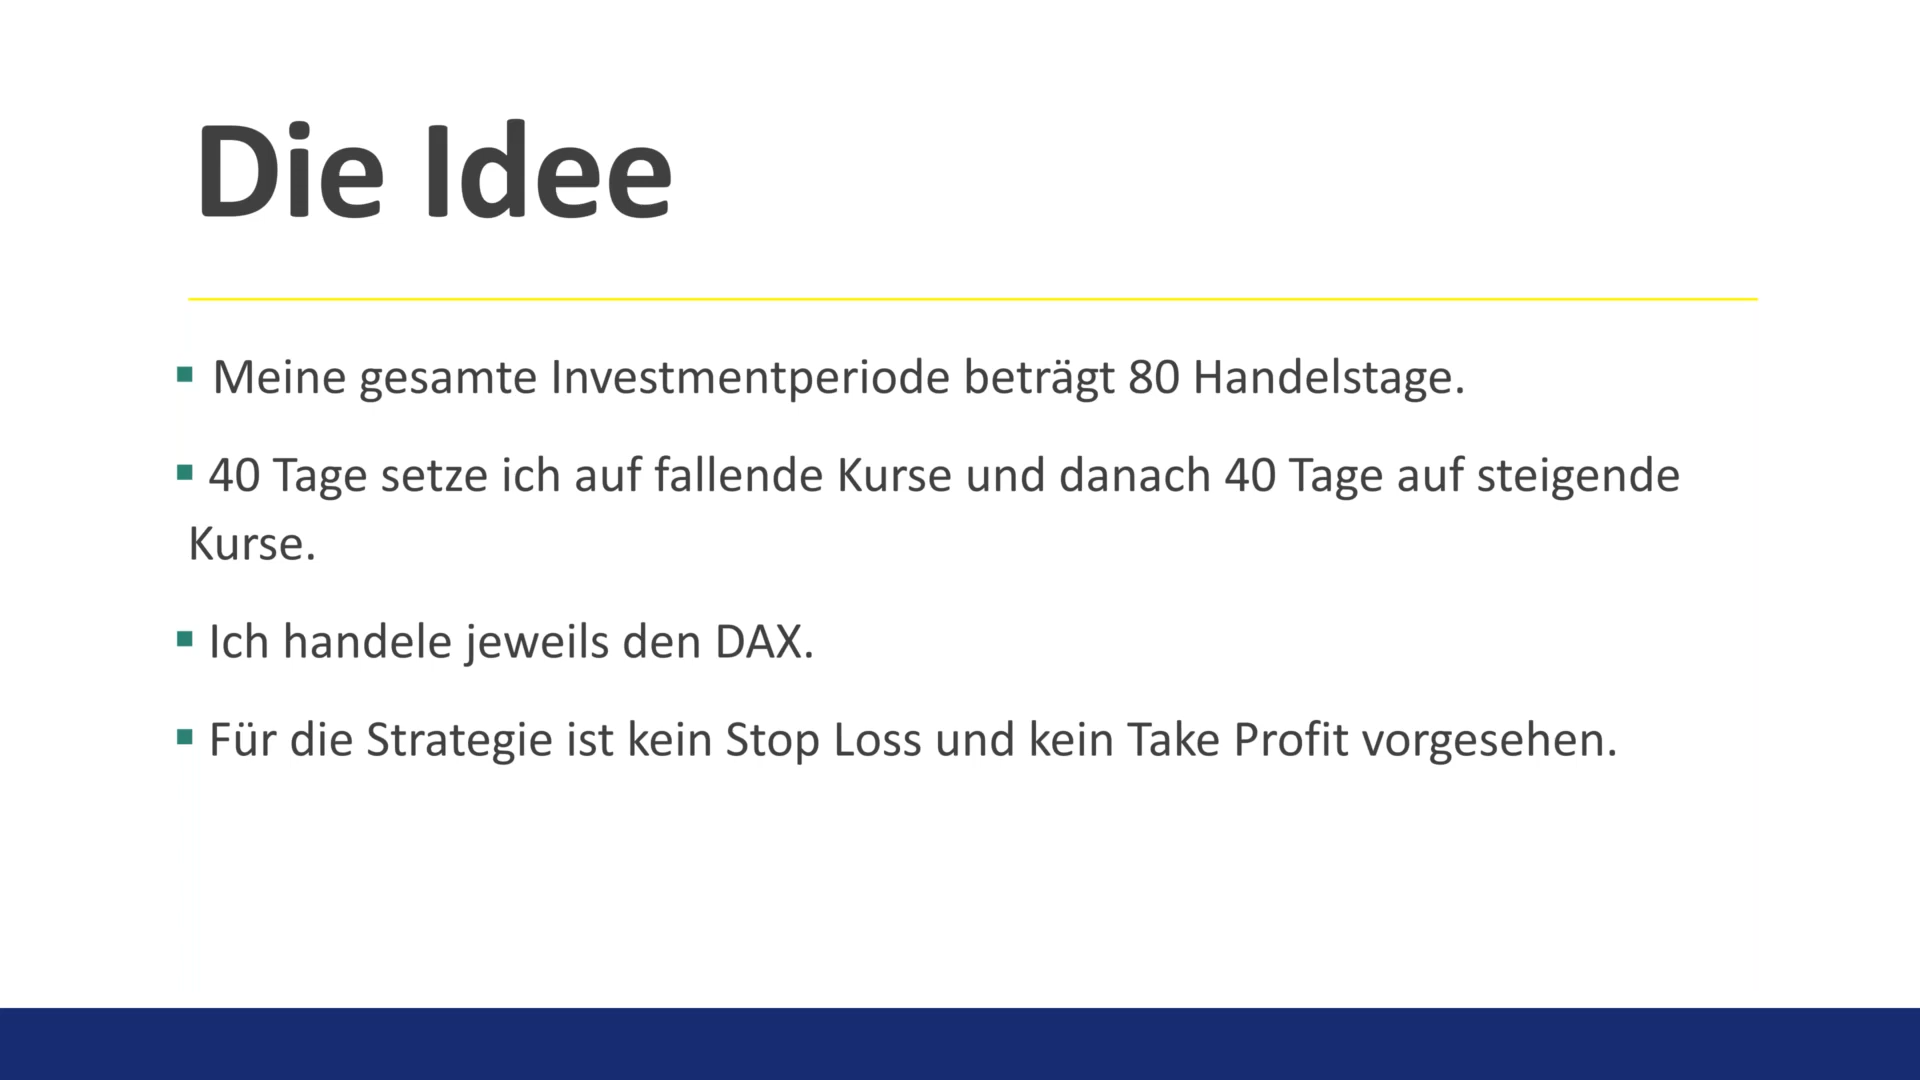 Die Idee
▪ Meine gesamte Investmentperiode beträgt 80 Handelstage.
▪ 40 Tage setze ich auf fallende Kurse und danach 40 Tage auf steigende
Kurse.
▪ Ich handele jeweils den DAX.
▪ Für die Strategie ist kein Stop Loss und kein Take Profit vorgesehen.